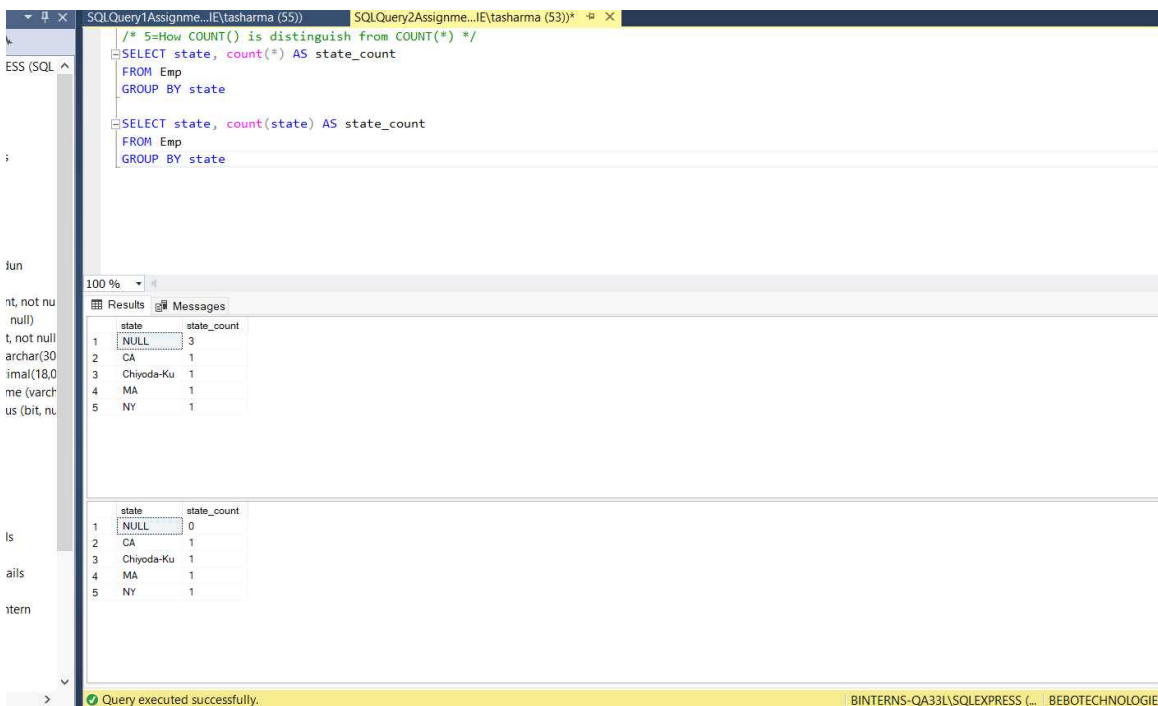 SQLQuery1Assignme...IE\tasharma (55))
SQLQuery2Assignme...IE\tasharma (53))*
/* 5=How COUNT() is distinguish from COUNT(*) */
SELECT state, count(*) AS state_count
FROM Emp
GROUP BY state
SELECT state, count(state) AS state_count
FROM Emp
GROUP BY state
ESS (SQL
s
dun
nt, not nu
null)
t, not null
archar(30
imal(18,0
me (varch
us (bit, nu
ls
ails
ntern
100 %
Results Messages
state state_count
1 NULL 3
2 CA 1
3 Chiyoda-Ku 1
4 MA 1
5 NY 1
state state_count
1 NULL 0
2 CA 1
3 Chiyoda-Ku 1
4 MA 1
5 NY 1
Query executed successfully.
BINTERNS-QA33L\SQLEXPRESS (... BEBOTECHNOLOGIE